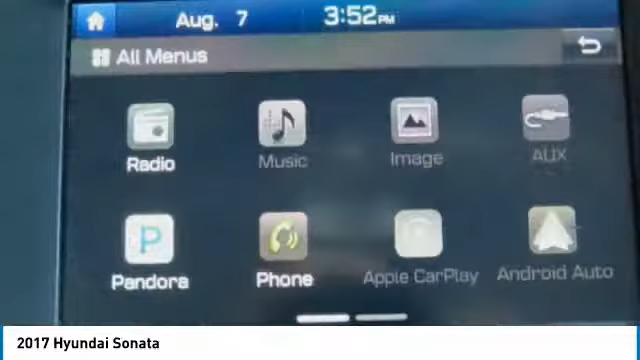 Aug. 7 3:52PM
All Menus
Radio Music Image AUX
P
Pandora Phone Apple CarPlay Android Auto
2017 Hyundai Sonata